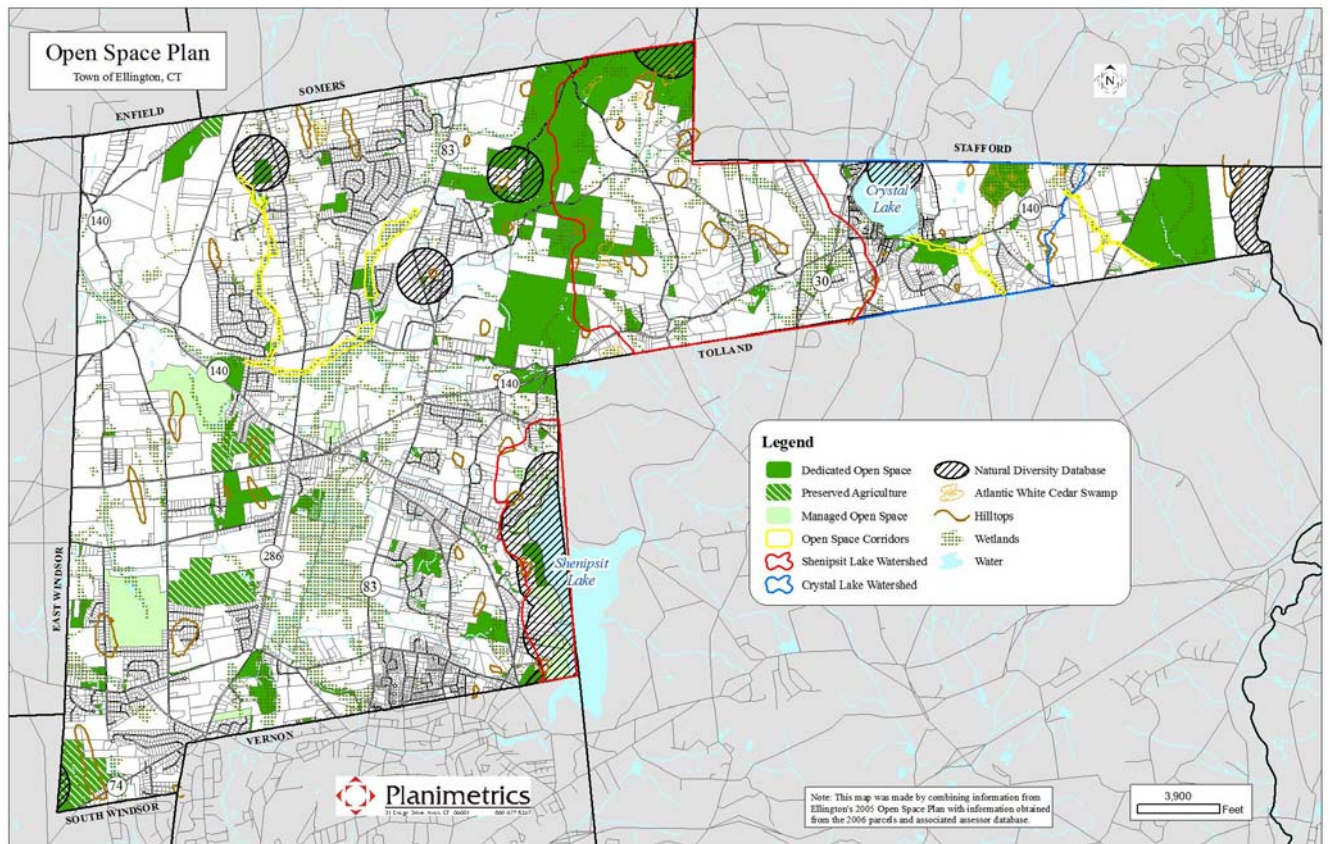 Open Space Plan
Town of Ellington, CT
ENFIELD
SOMERS
83
STAFFORD
Crystal
Lake
140
140
30
TOLLAND
140
140
Legend
Dedicated Open Space
Preserved Agriculture
Managed Open Space
Open Space Corridors
Shenipsit Lake Watershed
Crystal Lake Watershed
Natural Diversity Database
Atlantic White Cedar Swamp
Hilltops
Wetlands
Water
EAST WINDSOR
286
83
Shenipsit
Lake
VERNON
74
SOUTH WINDSOR
N
Planimetrics
Note: This map was made by combining information from
Ellington's 2005 Open Space Plan with information obtained
from the 2006 parcels and associated assessor database.
3,900
Feet